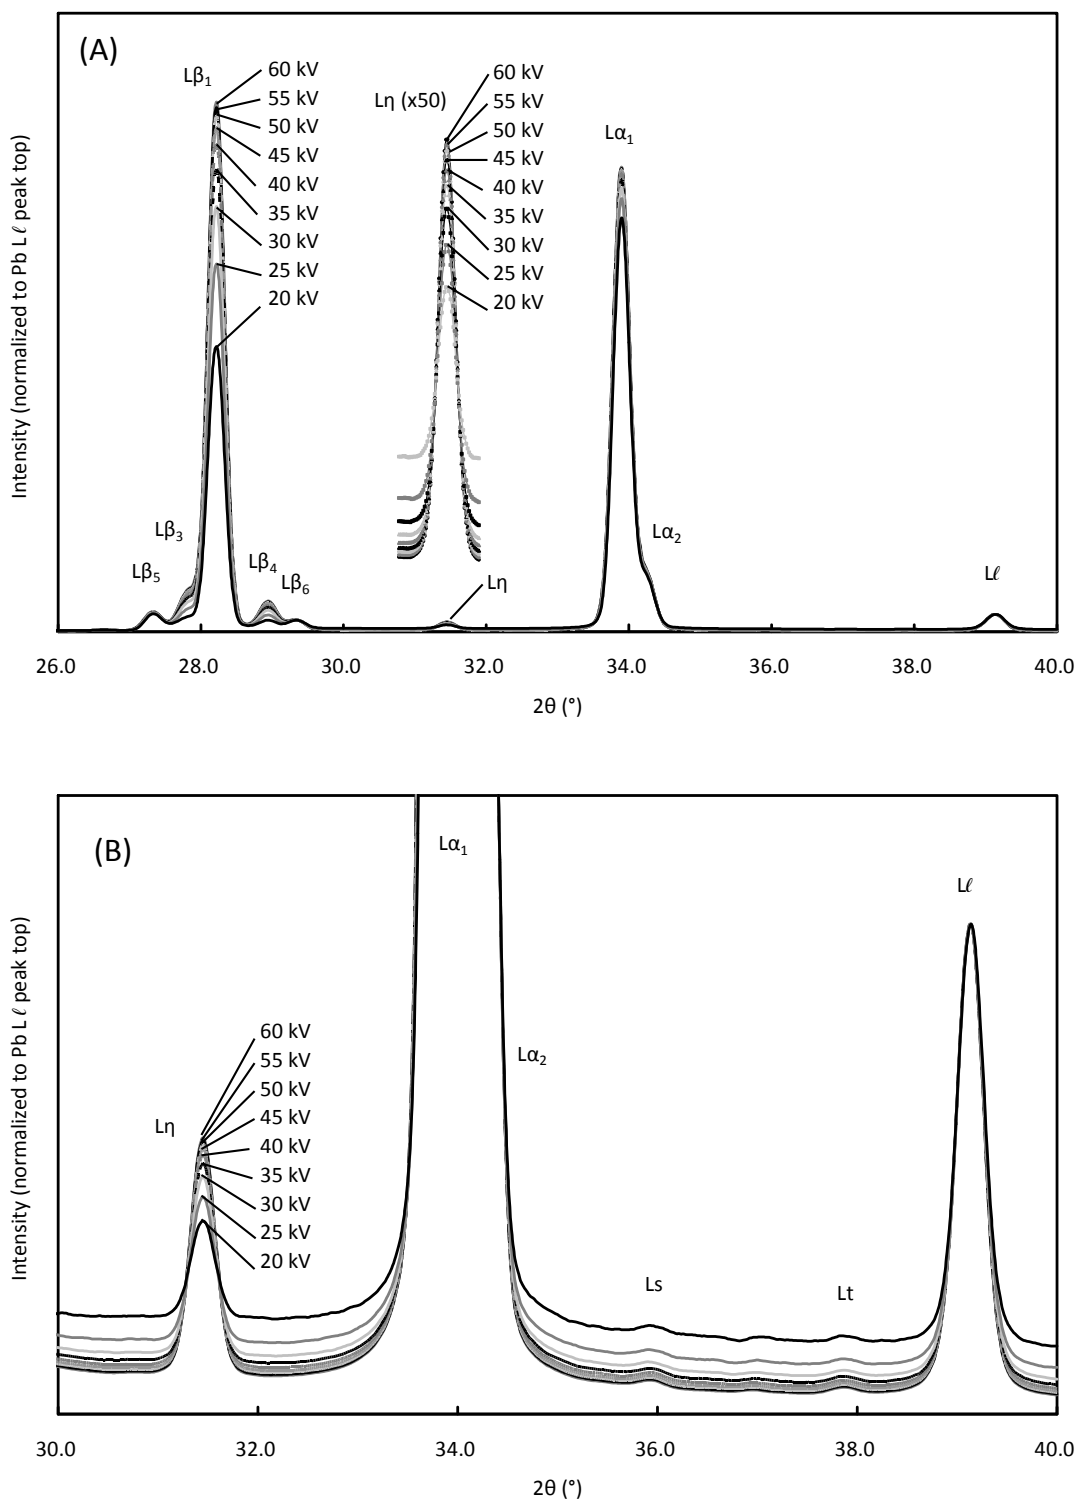 (A)
Lβ₁
60 kV
55 kV
50 kV
45 kV
40 kV
35 kV
30 kV
25 kV
20 kV
Lη (x50)
60 kV
55 kV
50 kV
45 kV
40 kV
35 kV
30 kV
25 kV
20 kV
Lα₁
Lα₂
Lβ₃
Lβ₅
Lβ₄
Lβ₆
Lη
Lℓ
Intensity (normalized to Pb L ℓ peak top)
26.0 28.0 30.0 32.0 34.0 36.0 38.0 40.0
2θ (°)
(B)
Lα₁
Lℓ
Lα₂
60 kV
55 kV
50 kV
45 kV
40 kV
35 kV
30 kV
25 kV
20 kV
Lη
Ls
Lt
Intensity (normalized to Pb L ℓ peak top)
30.0 32.0 34.0 36.0 38.0 40.0
2θ (°)